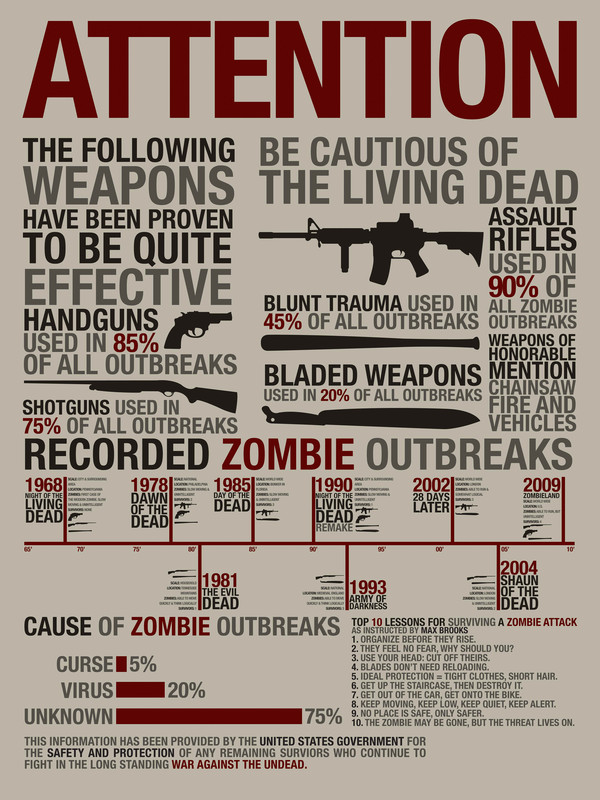 ATTENTION
THE FOLLOWING
WEAPONS
HAVE BEEN PROVEN
TO BE QUITE
EFFECTIVE
HANDGUNS
USED IN 85%
OF ALL OUTBREAKS
SHOTGUNS USED IN
75% OF ALL OUTBREAKS
BE CAUTIOUS OF
THE LIVING DEAD
ASSAULT
RIFLES
USED IN
90% OF
ALL ZOMBIE
OUTBREAKS
BLUNT TRAUMA USED IN
45% OF ALL OUTBREAKS
BLADED WEAPONS
USED IN 20% OF ALL OUTBREAKS
WEAPONS OF
HONORABLE
MENTION
CHAINSAW
FIRE AND
VEHICLES
RECORDED ZOMBIE OUTBREAKS
1968
NIGHT OF THE
LIVING
DEAD
1978
DAWN
OF THE
DEAD
1985
DAY OF THE
DEAD
1990
NIGHT OF THE
LIVING
DEAD
REMAKE
2002
28 DAYS
LATER
2009
ZOMBIELAND
65' 70' 75' 80' 85' 90' 95' 00' 05' 10'
1981
THE EVIL
DEAD
1993
ARMY OF
DARKNESS
2004
SHAUN
OF THE
DEAD
CAUSE OF ZOMBIE OUTBREAKS
CURSE 5%
VIRUS 20%
UNKNOWN 75%
TOP 10 LESSONS FOR SURVIVING A ZOMBIE ATTACK
AS INSTRUCTED BY MAX BROOKS
1. ORGANIZE BEFORE THEY RISE.
2. THEY FEEL NO FEAR, WHY SHOULD YOU?
3. USE YOUR HEAD: CUT OFF THEIRS.
4. BLADES DON'T NEED RELOADING.
5. IDEAL PROTECTION = TIGHT CLOTHES, SHORT HAIR.
6. GET UP THE STAIRCASE, THEN DESTROY IT.
7. GET OUT OF THE CAR, GET ONTO THE BIKE.
8. KEEP MOVING, KEEP LOW, KEEP QUIET, KEEP ALERT.
9. NO PLACE IS SAFE, ONLY SAFER.
10. THE ZOMBIE MAY BE GONE, BUT THE THREAT LIVES ON.
THIS INFORMATION HAS BEEN PROVIDED BY THE UNITED STATES GOVERNMENT FOR
THE SAFETY AND PROTECTION OF ANY REMAINING SURVIORS WHO CONTINUE TO
FIGHT IN THE LONG STANDING WAR AGAINST THE UNDEAD.